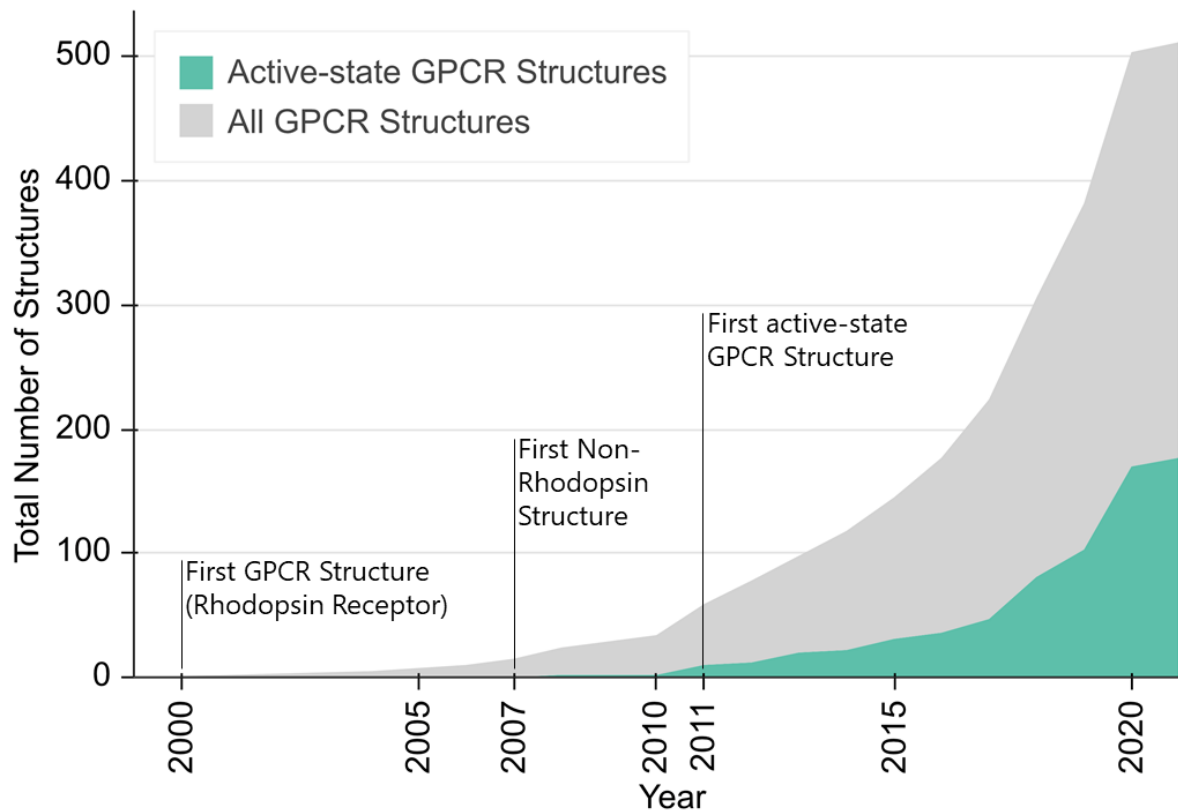 500
400
300
200
100
0
Total Number of Structures
Active-state GPCR Structures
All GPCR Structures
First active-state
GPCR Structure
First Non-
Rhodopsin
Structure
First GPCR Structure
(Rhodopsin Receptor)
2000
2005
2007
2010
2011
2015
2020
Year